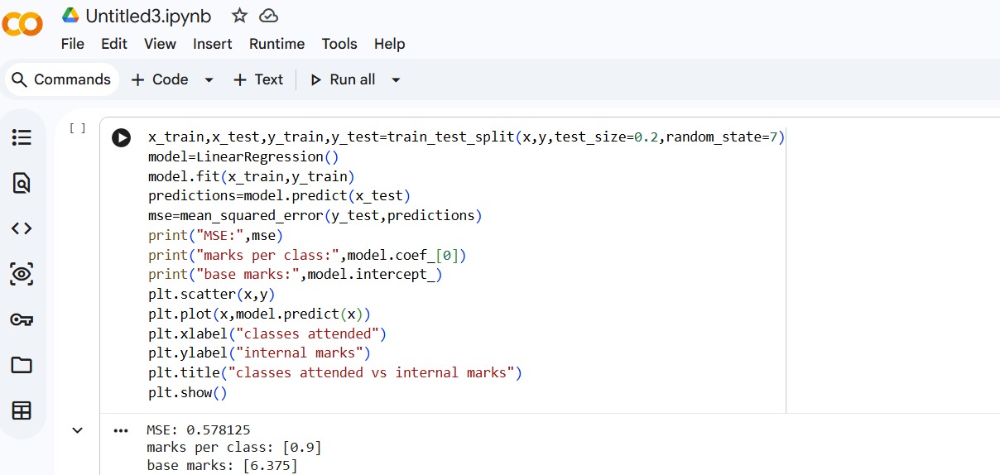 Untitled3.ipynb
File Edit View Insert Runtime Tools Help
Commands + Code + Text Run all
[ ]
x_train,x_test,y_train,y_test=train_test_split(x,y,test_size=0.2,random_state=7)
model=LinearRegression()
model.fit(x_train,y_train)
predictions=model.predict(x_test)
mse=mean_squared_error(y_test,predictions)
print("MSE:",mse)
print("marks per class:",model.coef_[0])
print("base marks:",model.intercept_)
plt.scatter(x,y)
plt.plot(x,model.predict(x))
plt.xlabel("classes attended")
plt.ylabel("internal marks")
plt.title("classes attended vs internal marks")
plt.show()
MSE: 0.578125
marks per class: [0.9]
base marks: [6.375]